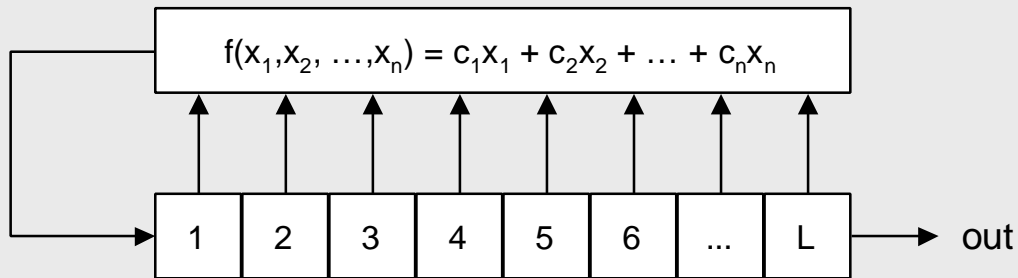 f(x₁,x₂, …,xₙ) = c₁x₁ + c₂x₂ + … + cₙxₙ
1 2 3 4 5 6 ... L out